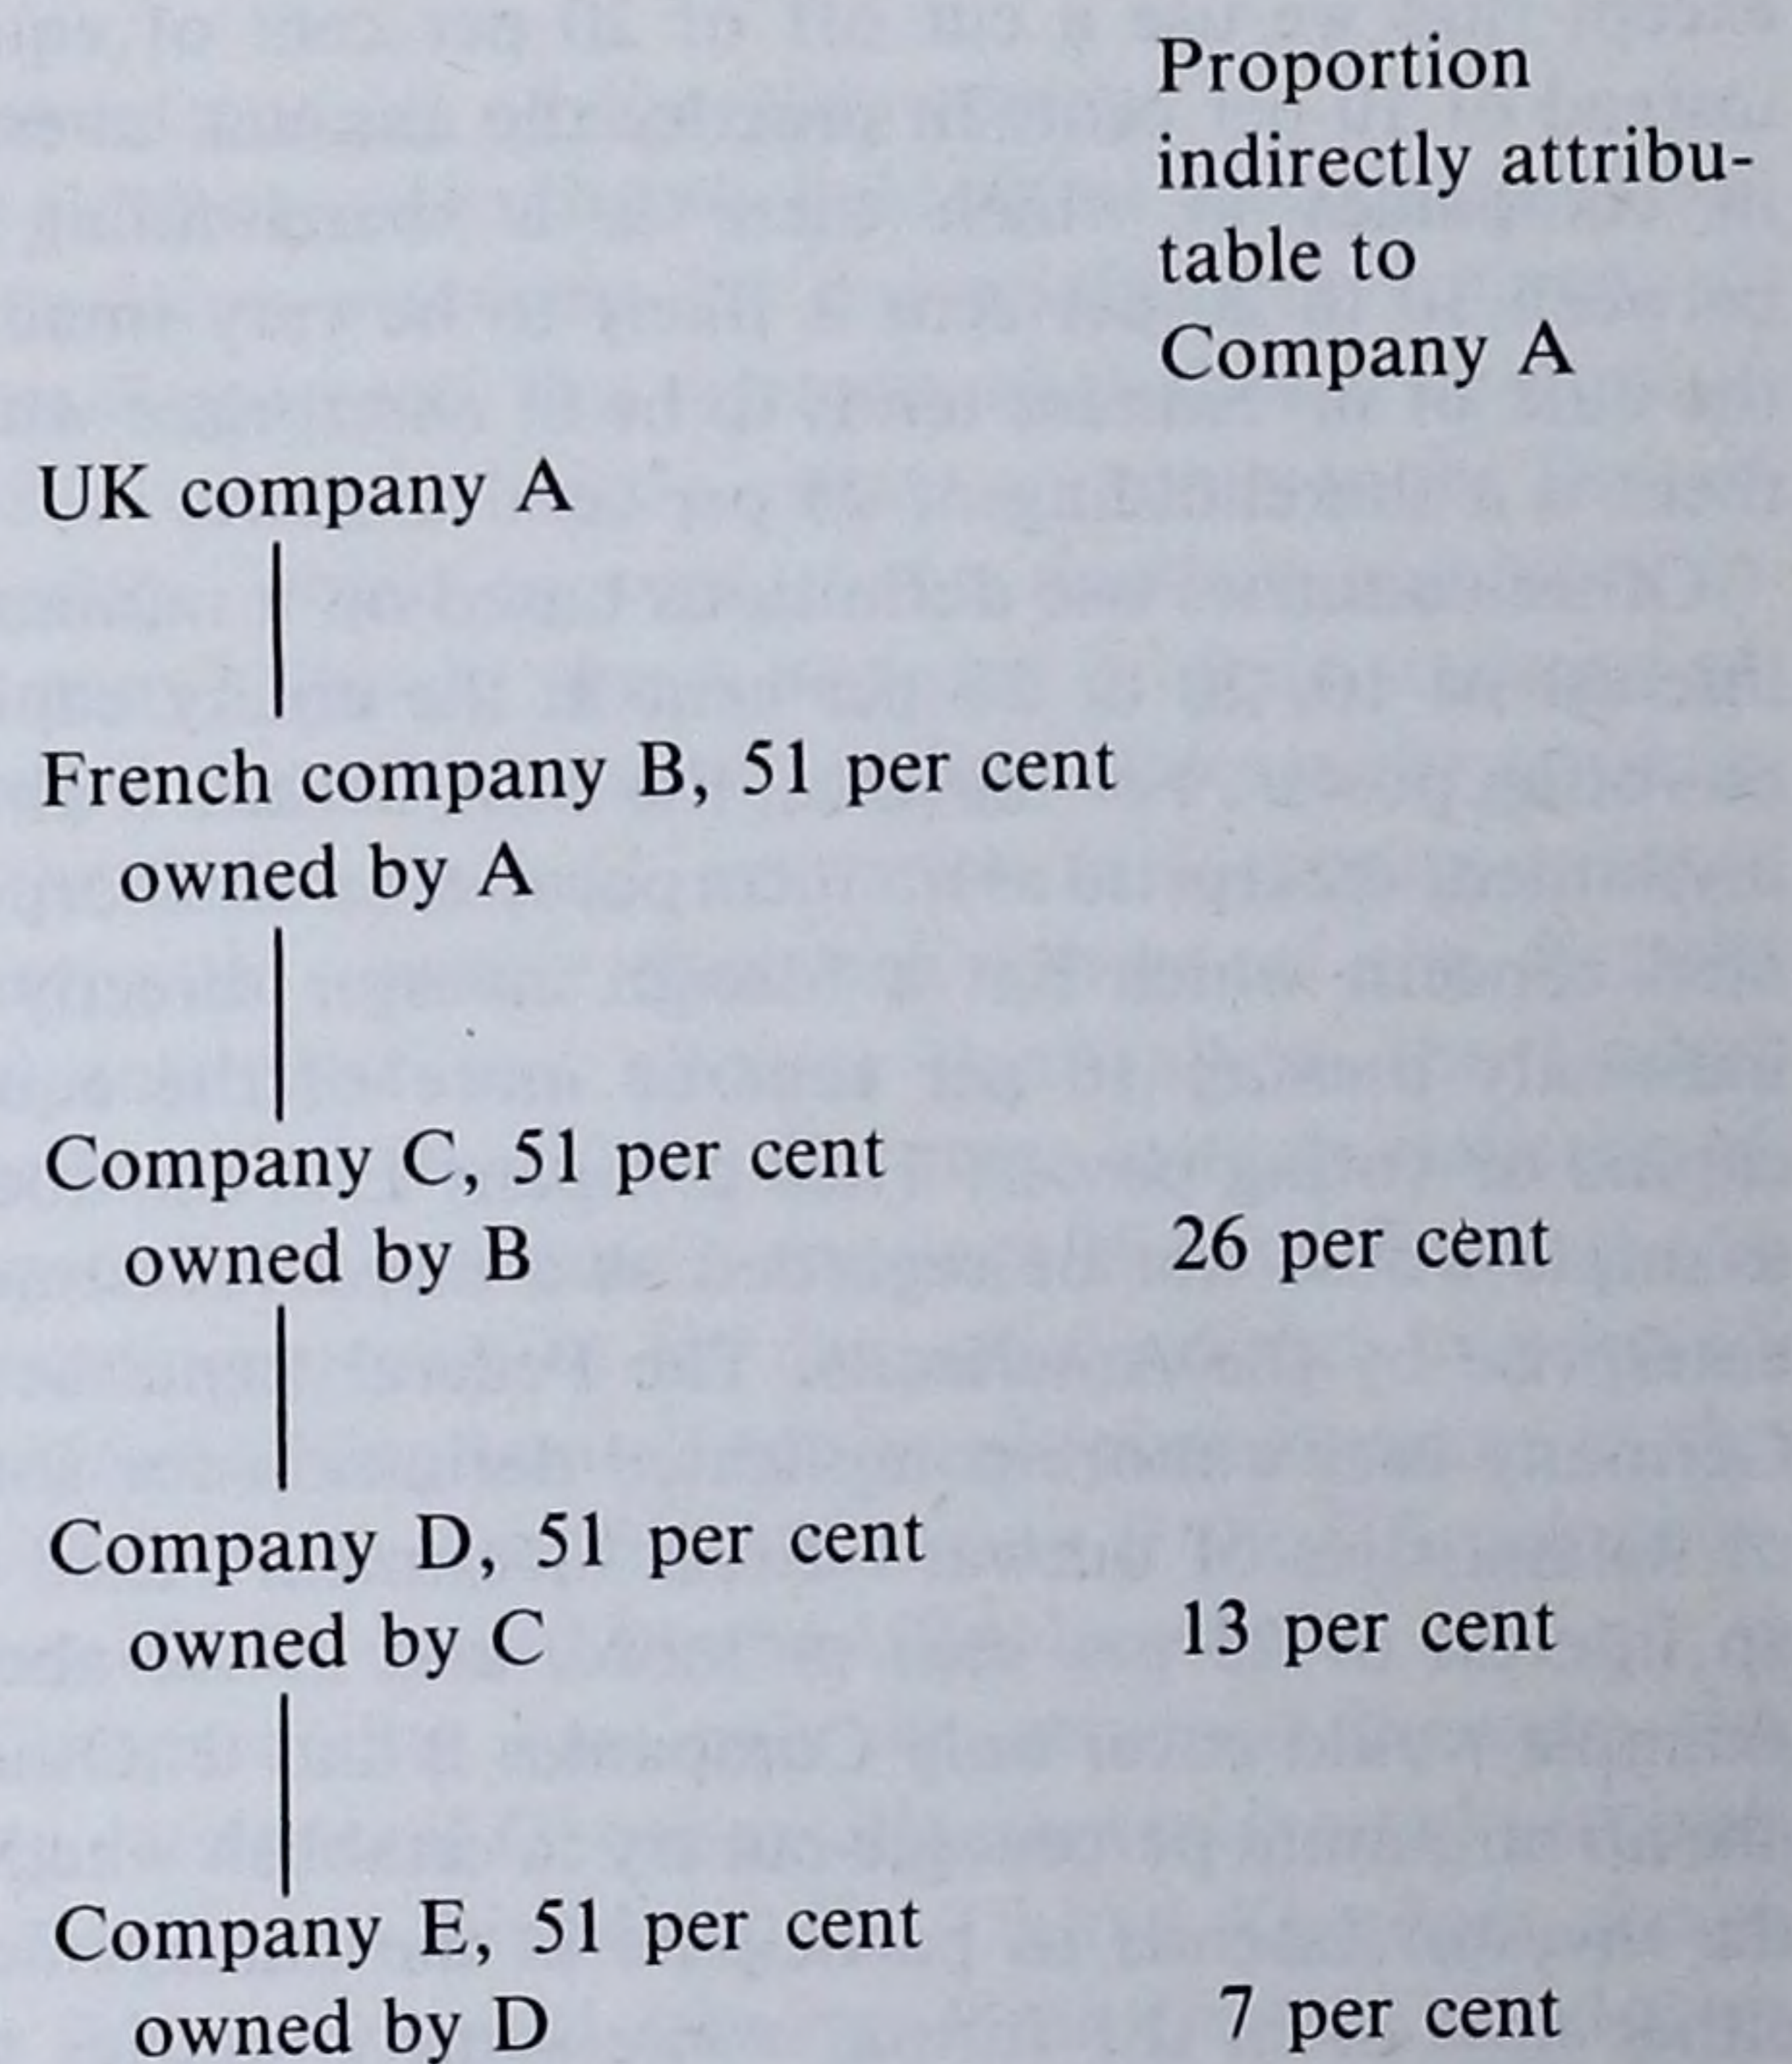 Proportion
indirectly attribu-
table to
Company A
UK company A
French company B, 51 per cent
owned by A
Company C, 51 per cent
owned by B 26 per cent
Company D, 51 per cent
owned by C 13 per cent
Company E, 51 per cent
owned by D 7 per cent